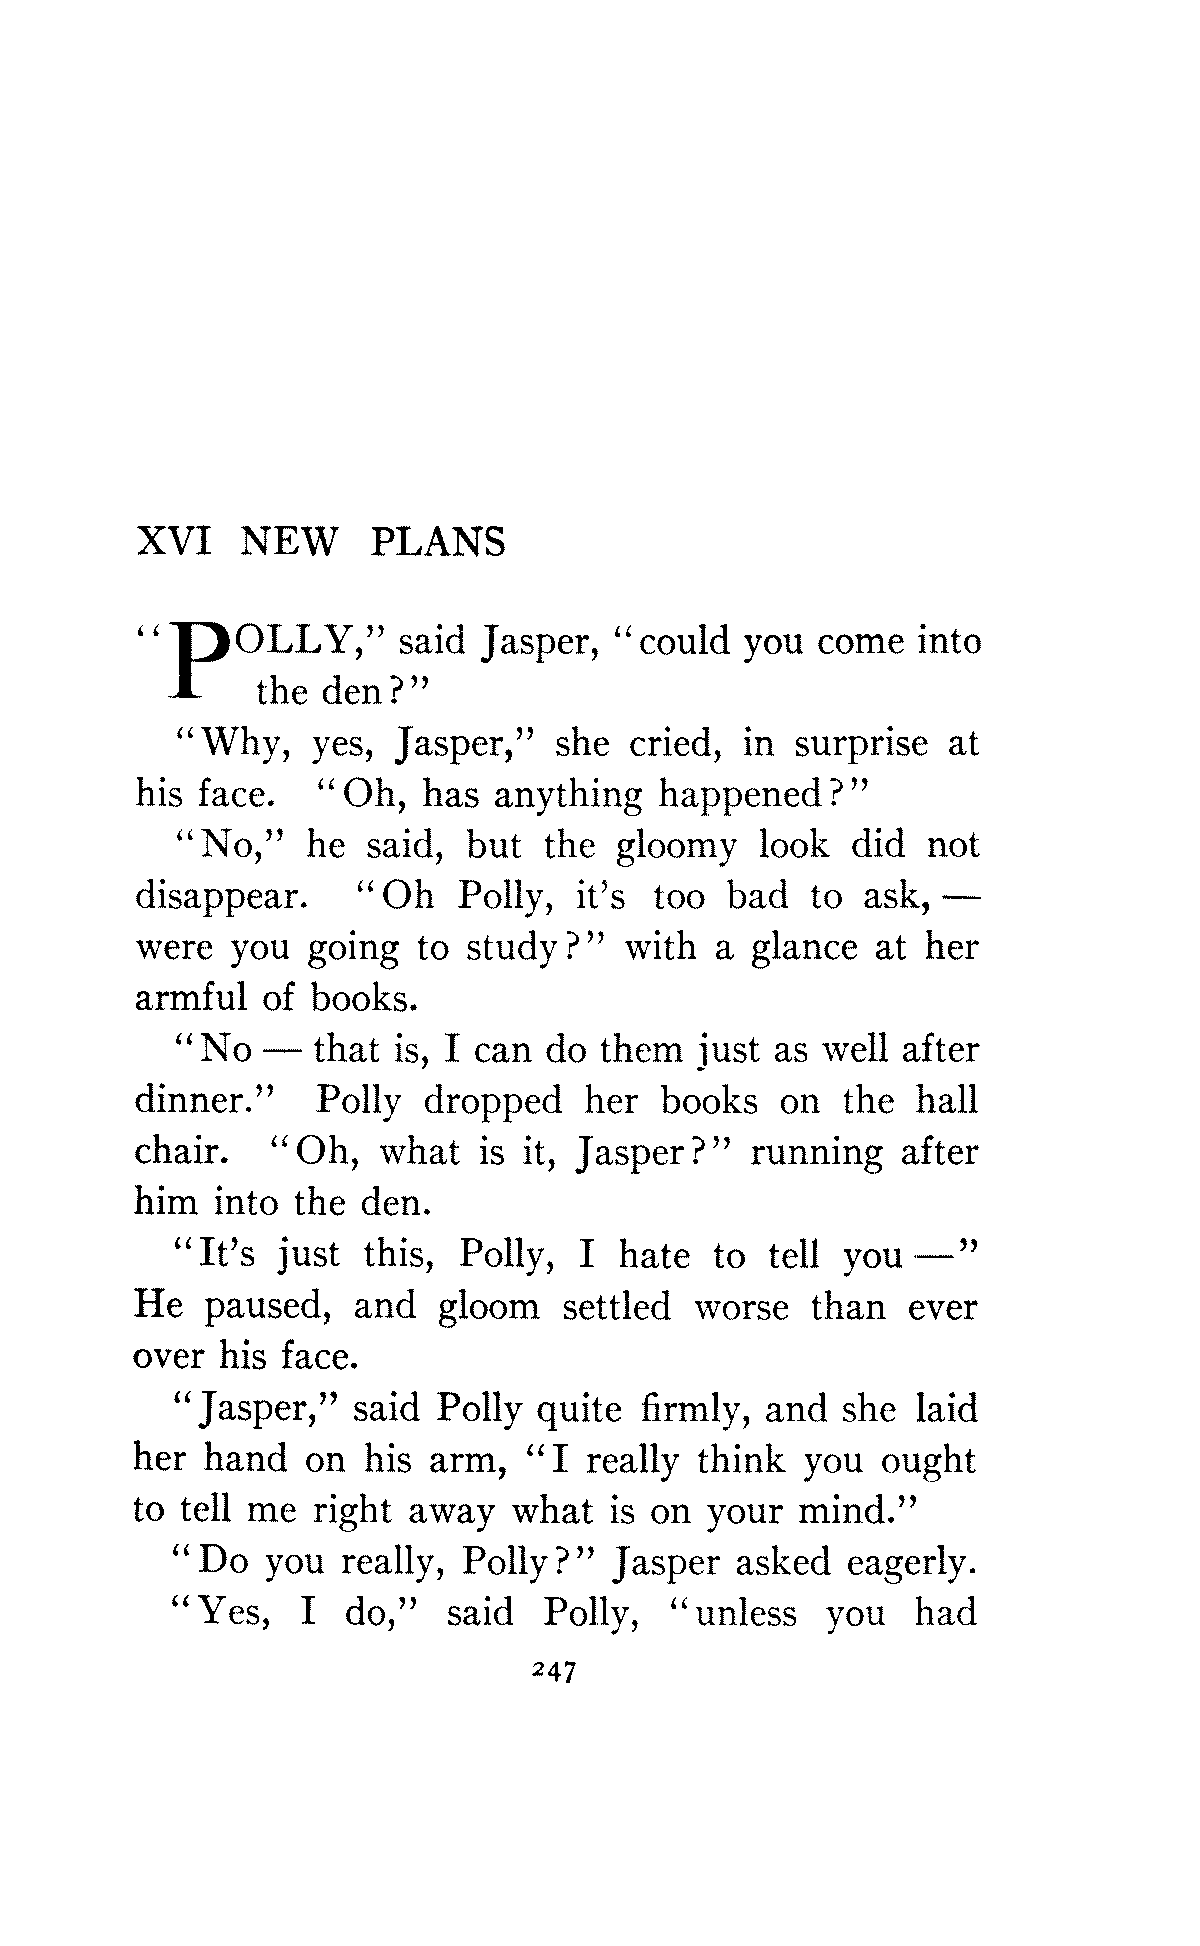 XVI NEW PLANS
"POLLY," said Jasper, "could you come into
the den?"
"Why, yes, Jasper," she cried, in surprise at
his face. "Oh, has anything happened?"
"No," he said, but the gloomy look did not
disappear. "Oh Polly, it's too bad to ask,—
were you going to study?" with a glance at her
armful of books.
"No — that is, I can do them just as well after
dinner." Polly dropped her books on the hall
chair. "Oh, what is it, Jasper?" running after
him into the den.
"It's just this, Polly, I hate to tell you —"
He paused, and gloom settled worse than ever
over his face.
"Jasper," said Polly quite firmly, and she laid
her hand on his arm, "I really think you ought
to tell me right away what is on your mind."
"Do you really, Polly?" Jasper asked eagerly.
"Yes, I do," said Polly, "unless you had
247